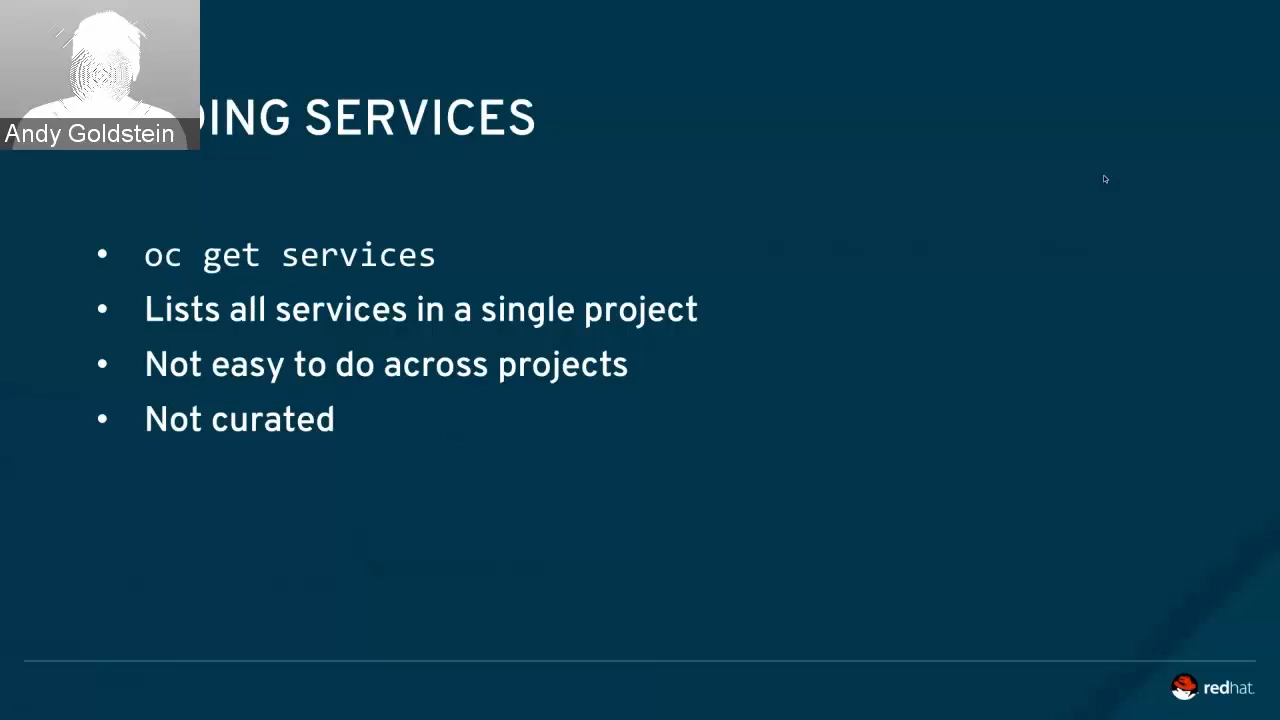 Andy Goldstein
DING SERVICES
• oc get services
• Lists all services in a single project
• Not easy to do across projects
• Not curated
redhat.